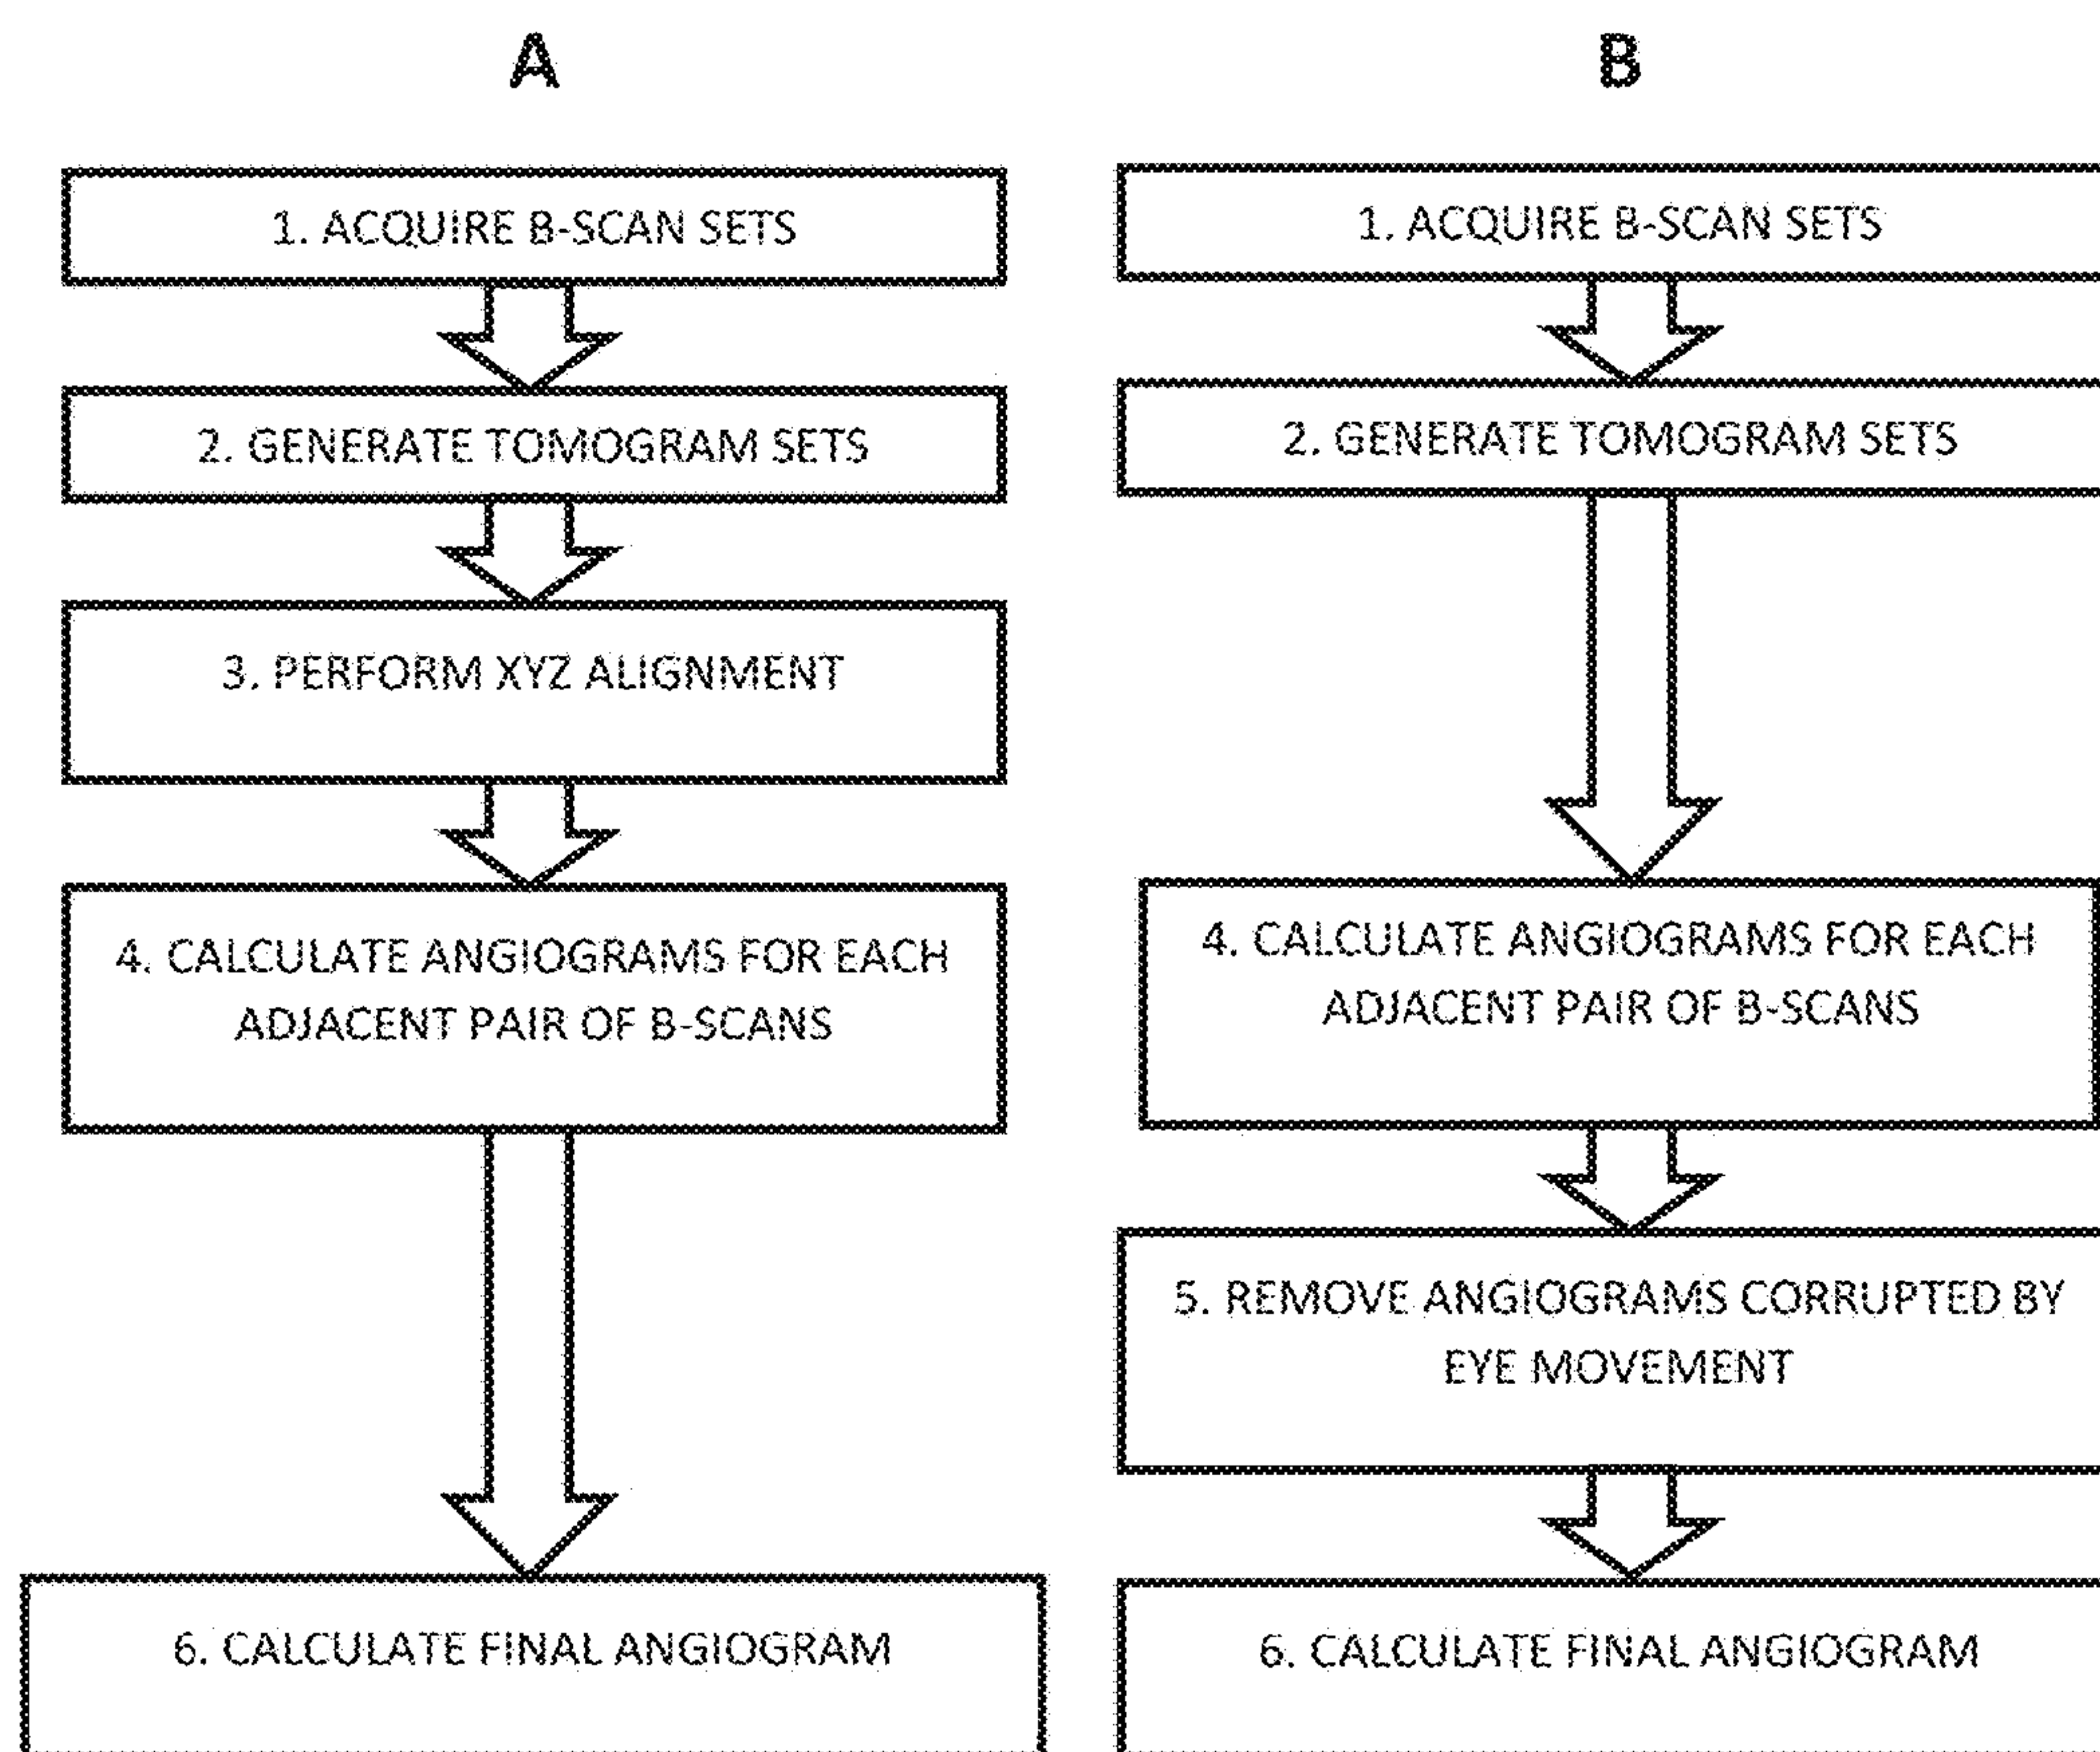 A
1. ACQUIRE B-SCAN SETS
2. GENERATE TOMOGRAM SETS
3. PERFORM XYZ ALIGNMENT
4. CALCULATE ANGIOGRAMS FOR EACH
ADJACENT PAIR OF B-SCANS
6. CALCULATE FINAL ANGIOGRAM
B
1. ACQUIRE B-SCAN SETS
2. GENERATE TOMOGRAM SETS
4. CALCULATE ANGIOGRAMS FOR EACH
ADJACENT PAIR OF B-SCANS
5. REMOVE ANGIOGRAMS CORRUPTED BY
EYE MOVEMENT
6. CALCULATE FINAL ANGIOGRAM